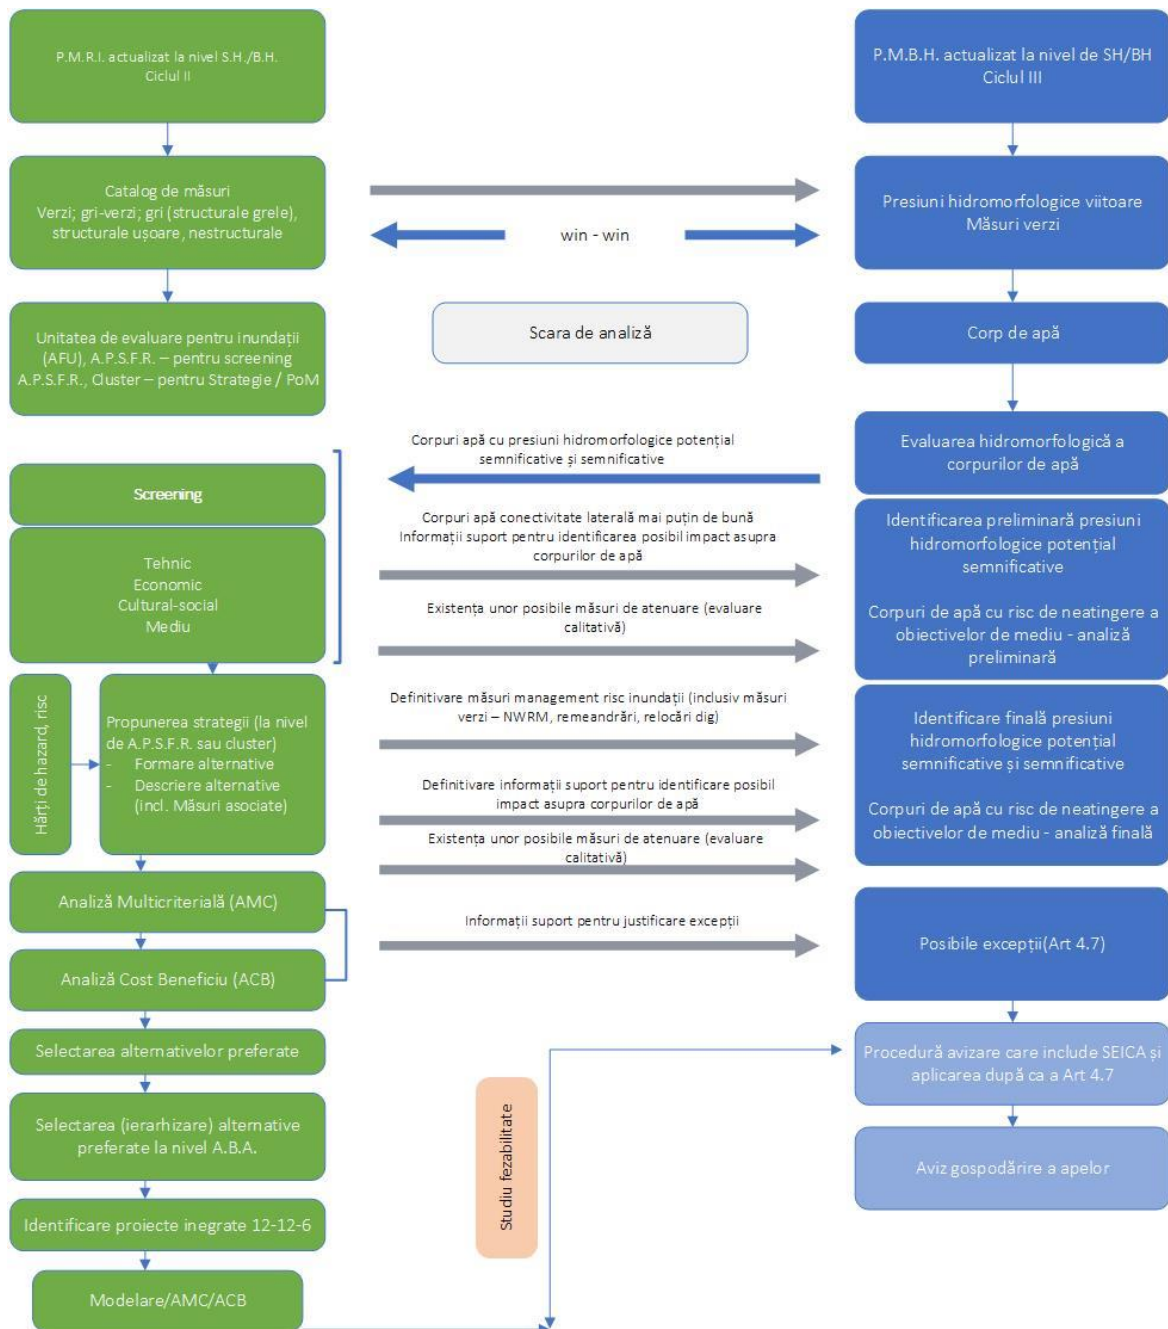 P.M.R.I. actualizat la nivel S.H./B.H.
Ciclul II
P.M.B.H. actualizat la nivel de SH/BH
Ciclul III
Catalog de măsuri
Verzi; gri-verzi; gri (structurale grele),
structurale ușoare, nestructurale
win - win
Presiuni hidromorfologice viitoare
Măsuri verzi
Unitatea de evaluare pentru inundații
(AFU), A.P.S.F.R. – pentru screening
A.P.S.F.R., Cluster – pentru Strategie / PoM
Scara de analiză
Corp de apă
Corpuri apă cu presiuni hidromorfologice potențial
semnificative și semnificative
Evaluarea hidromorfologică a
corpurilor de apă
Screening
Tehnic
Economic
Cultural-social
Mediu
Corpuri apă conectivitate laterală mai puțin de bună
Informații suport pentru identificarea posibil impact asupra
corpurilor de apă
Existența unor posibile măsuri de atenuare (evaluare
calitativă)
Identificarea preliminară presiuni
hidromorfologice potențial
semnificative
Corpuri de apă cu risc de neatingere a
obiectivelor de mediu - analiză
preliminară
Hărți de hazard, risc
Propunerea strategii (la nivel
de A.P.S.F.R. sau cluster)
- Formare alternative
- Descriere alternative
(incl. Măsuri asociate)
Definitivare măsuri management risc inundații (inclusiv măsuri
verzi – NWRM, remeandrări, relocări dig)
Definitivare informații suport pentru identificare posibil
impact asupra corpurilor de apă
Existența unor posibile măsuri de atenuare (evaluare
calitativă)
Identificare finală presiuni
hidromorfologice potențial
semnificative și semnificative
Corpuri de apă cu risc de neatingere a
obiectivelor de mediu - analiză finală
Analiză Multicriterială (AMC)
Informații suport pentru justificare excepții
Posibile excepții(Art 4.7)
Analiză Cost Beneficiu (ACB)
Selectarea alternativelor preferate
Selectarea (ierarhizare) alternative
preferate la nivel A.B.A.
Identificare proiecte inegrate 12-12-6
Modelare/AMC/ACB
Studiu fezabilitate
Procedură avizare care include SEICA și
aplicarea după ca a Art 4.7
Aviz gospodărire a apelor